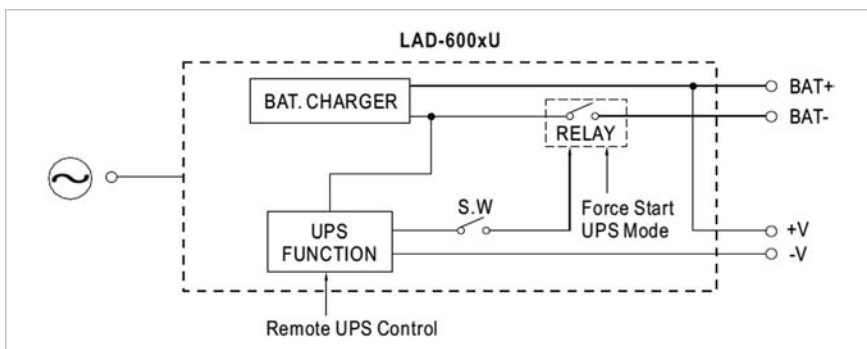 LAD-600xU
BAT. CHARGER
BAT+
BAT-
RELAY
S.W
Force Start
UPS Mode
UPS
FUNCTION
+V
-V
Remote UPS Control